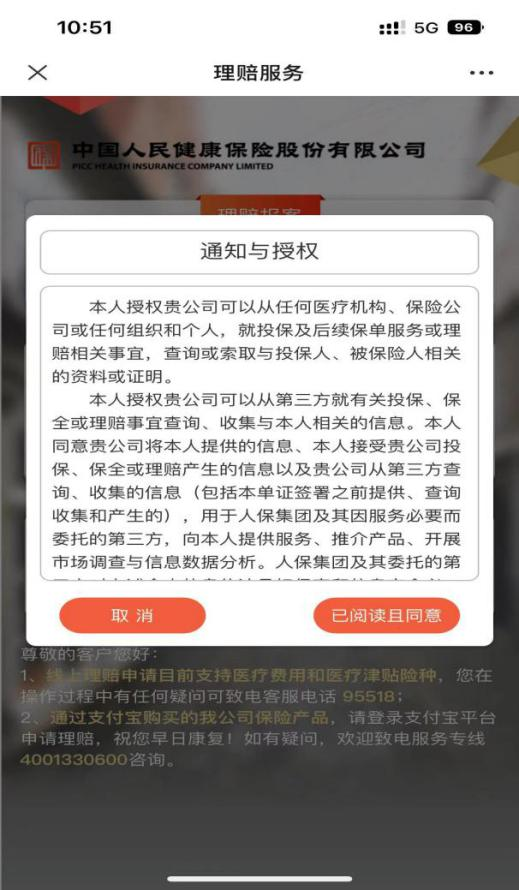 10:51
5G 96
理赔服务
中国人民健康保险股份有限公司
PICC HEALTH INSURANCE COMPANY LIMITED
理赔报案
通知与授权
本人授权贵公司可以从任何医疗机构、保险公
司或任何组织和个人，就投保及后续保单服务或理
赔相关事宜，查询或索取与投保人、被保险人相关
的资料或证明。
本人授权贵公司可以从第三方就有关投保、保
全或理赔事宜查询、收集与本人相关的信息。本人
同意贵公司将本人提供的信息、本人接受贵公司投
保、保全或理赔产生的信息以及贵公司从第三方查
询、收集的信息（包括本单证签署之前提供、查询
收集和产生的），用于人保集团及其因服务必要而
委托的第三方，向本人提供服务、推介产品、开展
市场调查与信息数据分析。人保集团及其委托的第
取 消
已阅读且同意
尊敬的客户您好：
1、线上理赔申请目前支持医疗费用和医疗津贴险种，您在
操作过程中有任何疑问可致电客服电话 95518；
2、通过支付宝购买的我公司保险产品，请登录支付宝平台
申请理赔，祝您早日康复！如有疑问，欢迎致电服务专线
4001330600咨询。